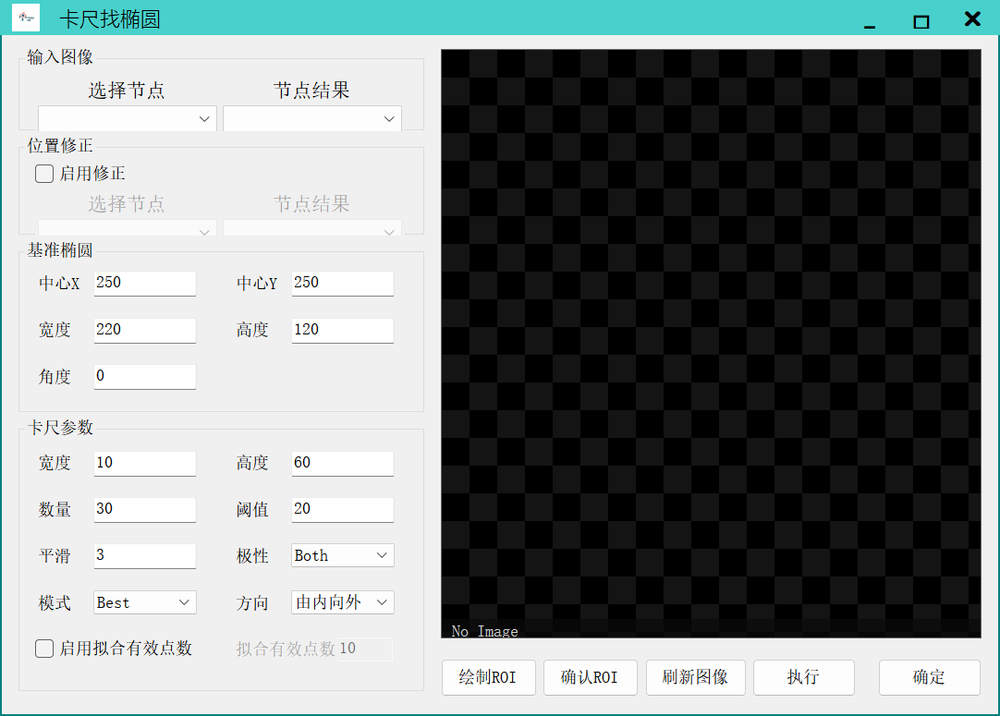 卡尺找椭圆
输入图像
选择节点 节点结果
位置修正
启用修正
选择节点 节点结果
基准椭圆
中心X 250 中心Y 250
宽度 220 高度 120
角度 0
卡尺参数
宽度 10 高度 60
数量 30 阈值 20
平滑 3 极性 Both
模式 Best 方向 由内向外
启用拟合有效点数 拟合有效点数 10
No Image
绘制ROI 确认ROI 刷新图像 执行 确定